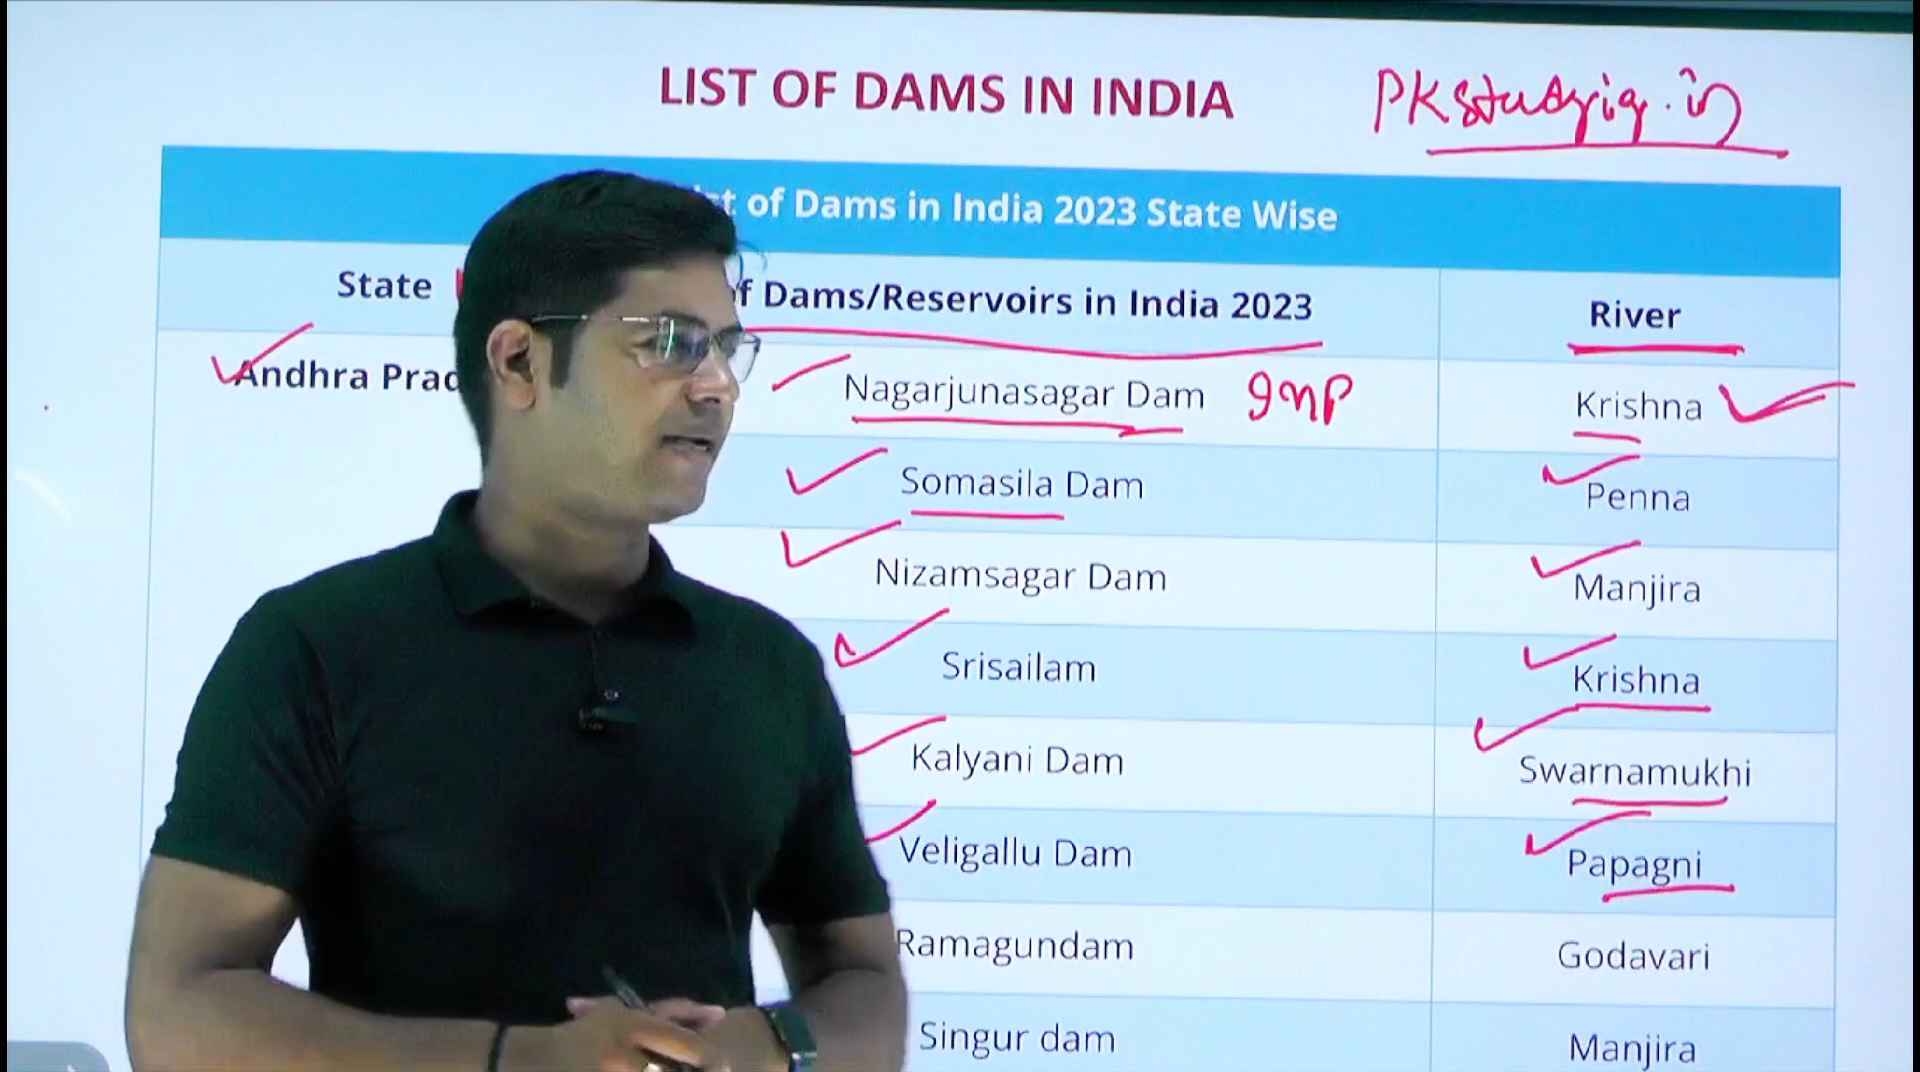 LIST OF DAMS IN INDIA
PKstudyiq.in
of Dams in India 2023 State Wise
State Dams/Reservoirs in India 2023 River
Andhra Nagarjunasagar Dam Imp Krishna
Somasila Dam Penna
Nizamsagar Dam Manjira
Srisailam Krishna
Kalyani Dam Swarnamukhi
Veligallu Dam Papagni
Ramagundam Godavari
Singur dam Manjira